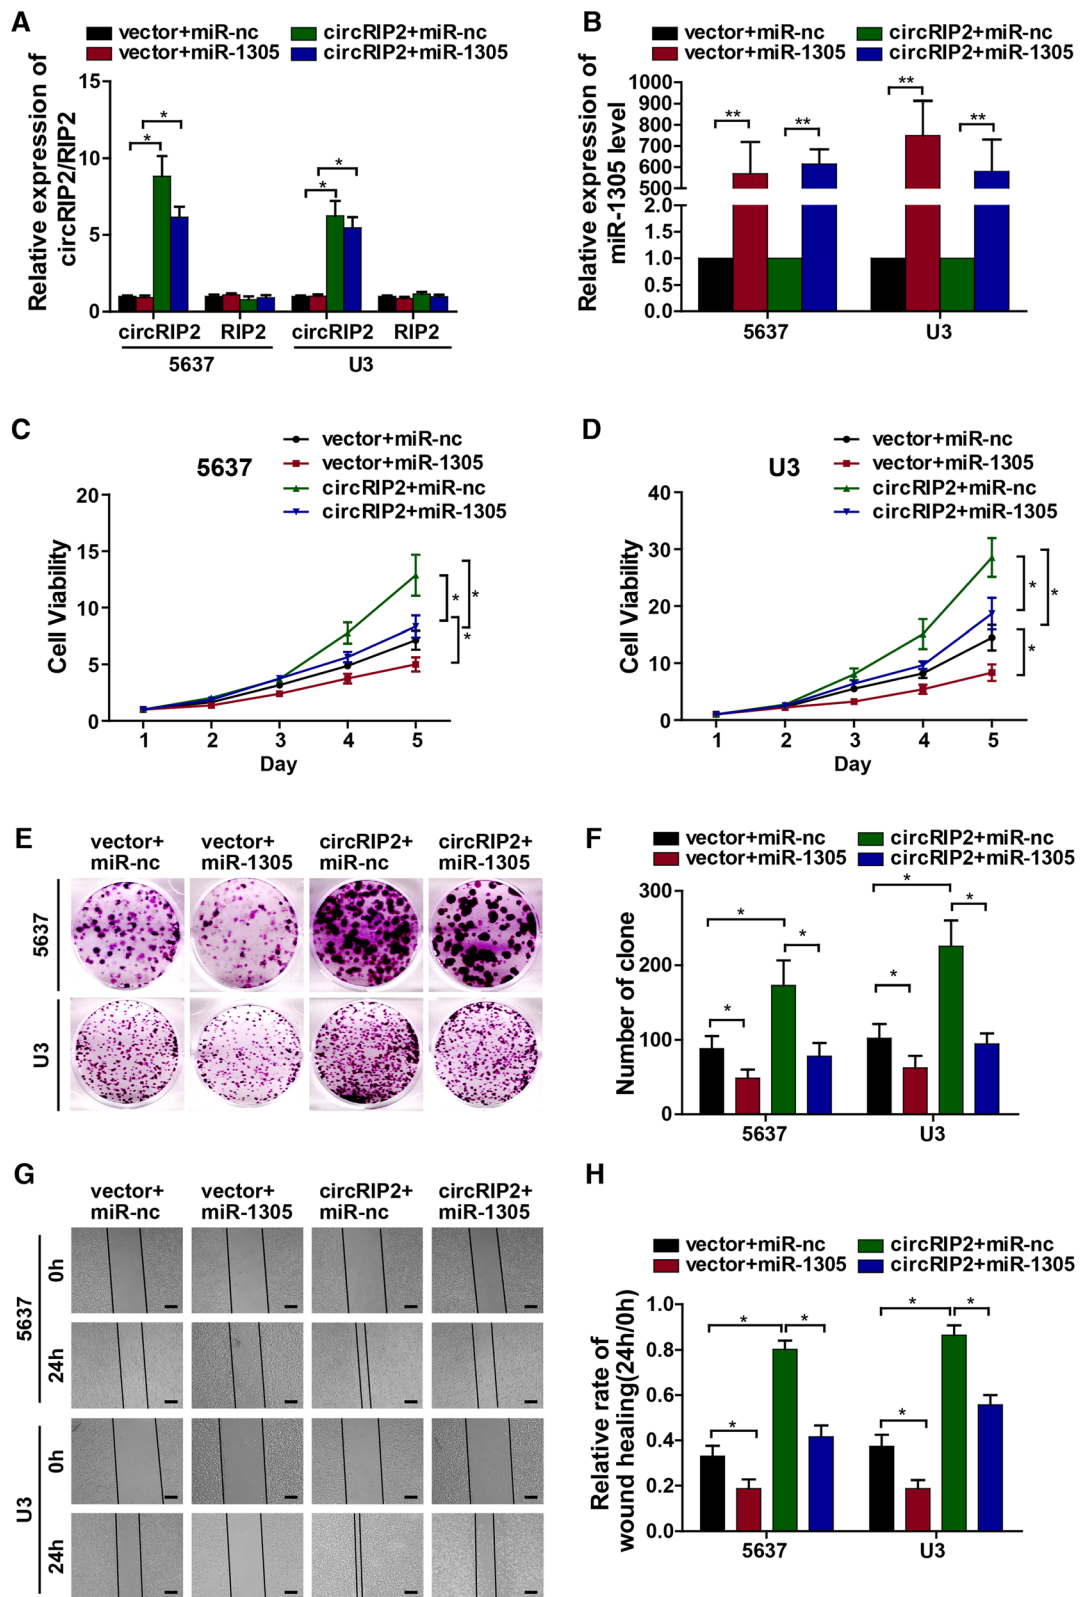 A
vector+miR-nc
circRIP2+miR-nc
vector+miR-1305
circRIP2+miR-1305
Relative expression of
circRIP2/RIP2
15
10
5
0
*
*
*
*
circRIP2
RIP2
circRIP2
RIP2
5637
U3
B
vector+miR-nc
circRIP2+miR-nc
vector+miR-1305
circRIP2+miR-1305
Relative expression of
miR-1305 level
1000
900
800
700
600
500
2.0
1.5
1.0
0.5
0.0
**
**
**
**
5637
U3
C
5637
vector+miR-nc
vector+miR-1305
circRIP2+miR-nc
circRIP2+miR-1305
Cell Viability
20
15
10
5
0
*
*
*
1 2 3 4 5
Day
D
U3
vector+miR-nc
vector+miR-1305
circRIP2+miR-nc
circRIP2+miR-1305
Cell Viability
40
30
20
10
0
*
*
*
1 2 3 4 5
Day
E
vector+
miR-nc
vector+
miR-1305
circRIP2+
miR-nc
circRIP2+
miR-1305
5637
U3
F
vector+miR-nc
circRIP2+miR-nc
vector+miR-1305
circRIP2+miR-1305
Number of clone
300
200
100
0
*
*
*
*
*
*
5637
U3
G
vector+
miR-nc
vector+
miR-1305
circRIP2+
miR-nc
circRIP2+
miR-1305
5637
0h
24h
U3
0h
24h
H
vector+miR-nc
circRIP2+miR-nc
vector+miR-1305
circRIP2+miR-1305
Relative rate of
wound healing(24h/0h)
1.0
0.8
0.6
0.4
0.2
0.0
*
*
*
*
*
*
5637
U3